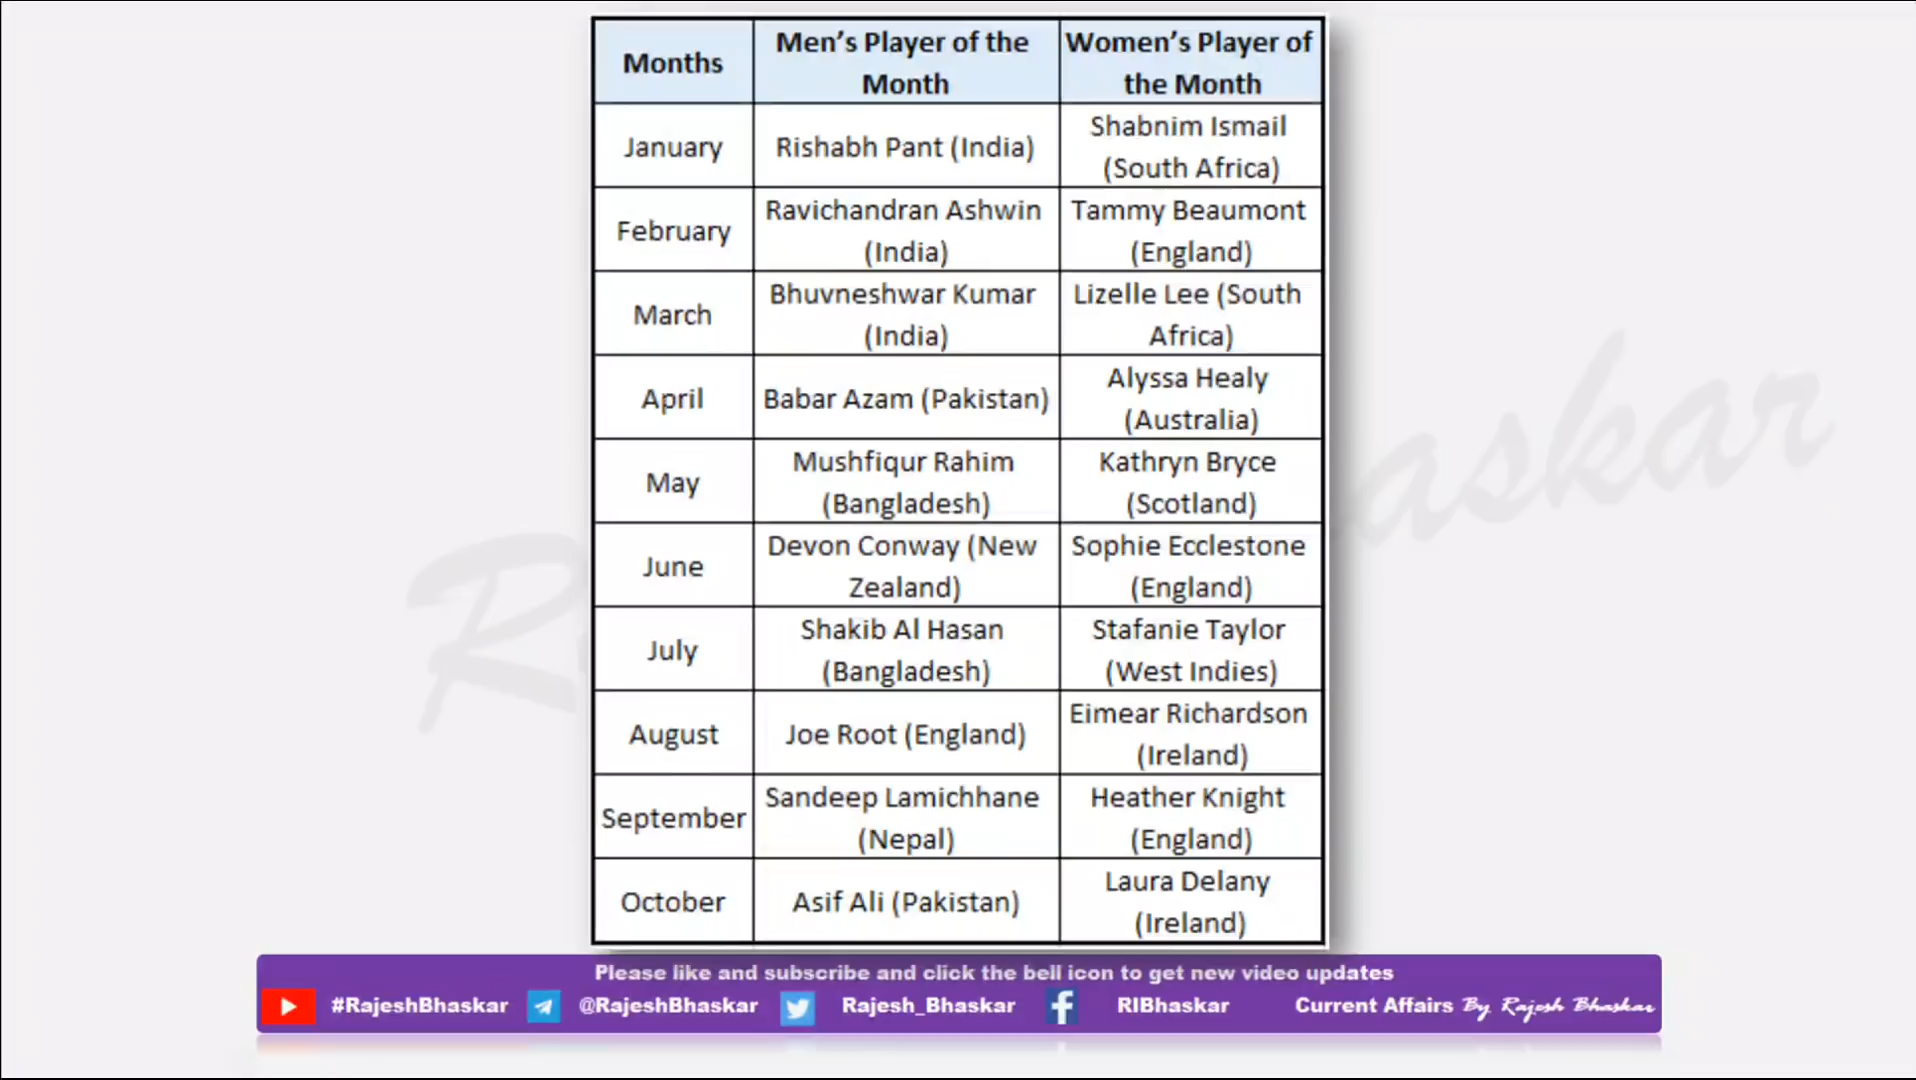 Months
Men's Player of the
Month
Women's Player of
the Month
January
Rishabh Pant (India)
Shabnim Ismail
(South Africa)
February
Ravichandran Ashwin
(India)
Tammy Beaumont
(England)
March
Bhuvneshwar Kumar
(India)
Lizelle Lee (South
Africa)
April
Babar Azam (Pakistan)
Alyssa Healy
(Australia)
May
Mushfiqur Rahim
(Bangladesh)
Kathryn Bryce
(Scotland)
June
Devon Conway (New
Zealand)
Sophie Ecclestone
(England)
July
Shakib Al Hasan
(Bangladesh)
Stafanie Taylor
(West Indies)
August
Joe Root (England)
Eimear Richardson
(Ireland)
September
Sandeep Lamichhane
(Nepal)
Heather Knight
(England)
October
Asif Ali (Pakistan)
Laura Delany
(Ireland)
Please like and subscribe and click the bell icon to get new video updates
#RajeshBhaskar @RajeshBhaskar Rajesh_Bhaskar RIBhaskar Current Affairs By Rajesh Bhaskar